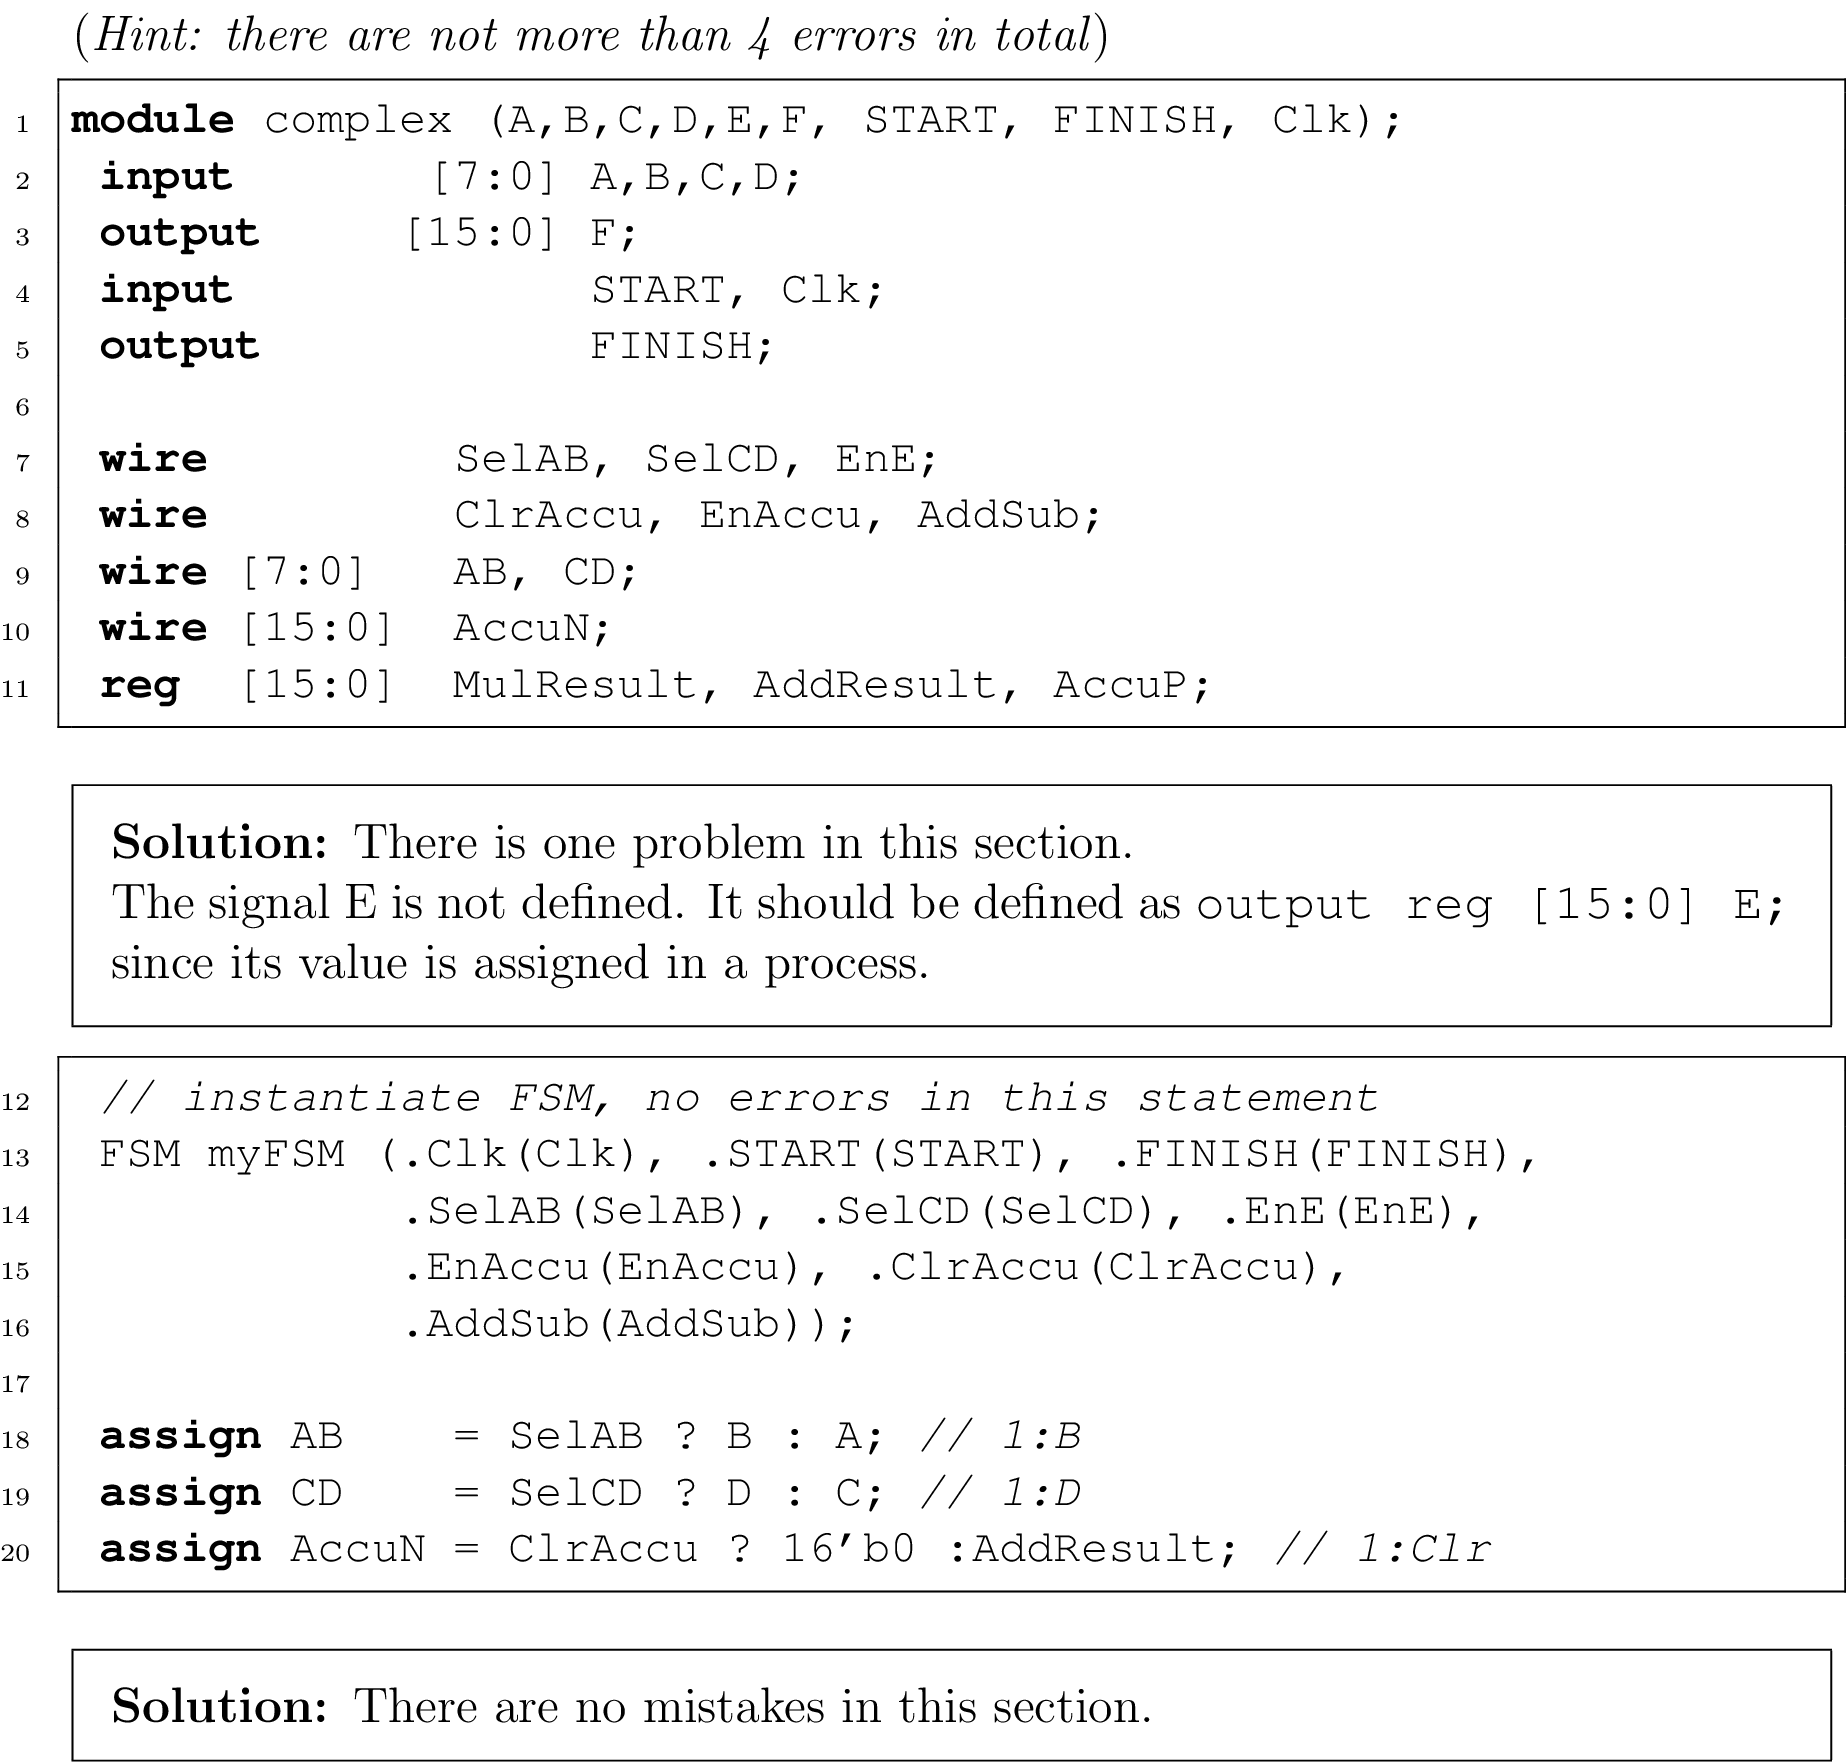 (Hint: there are not more than 4 errors in total)
1 module complex (A,B,C,D,E,F, START, FINISH, Clk);
2 input [7:0] A,B,C,D;
3 output [15:0] F;
4 input START, Clk;
5 output FINISH;
6
7 wire SelAB, SelCD, EnE;
8 wire ClrAccu, EnAccu, AddSub;
9 wire [7:0] AB, CD;
10 wire [15:0] AccuN;
11 reg [15:0] MulResult, AddResult, AccuP;
Solution: There is one problem in this section.
The signal E is not defined. It should be defined as output reg [15:0] E;
since its value is assigned in a process.
12 // instantiate FSM, no errors in this statement
13 FSM myFSM (.Clk(Clk), .START(START), .FINISH(FINISH),
14 .SelAB(SelAB), .SelCD(SelCD), .EnE(EnE),
15 .EnAccu(EnAccu), .ClrAccu(ClrAccu),
16 .AddSub(AddSub));
17
18 assign AB = SelAB ? B : A; // 1:B
19 assign CD = SelCD ? D : C; // 1:D
20 assign AccuN = ClrAccu ? 16’b0 :AddResult; // 1:Clr
Solution: There are no mistakes in this section.